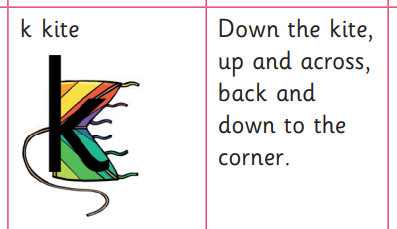 k kite
k
Down the kite,
up and across,
back and
down to the
corner.